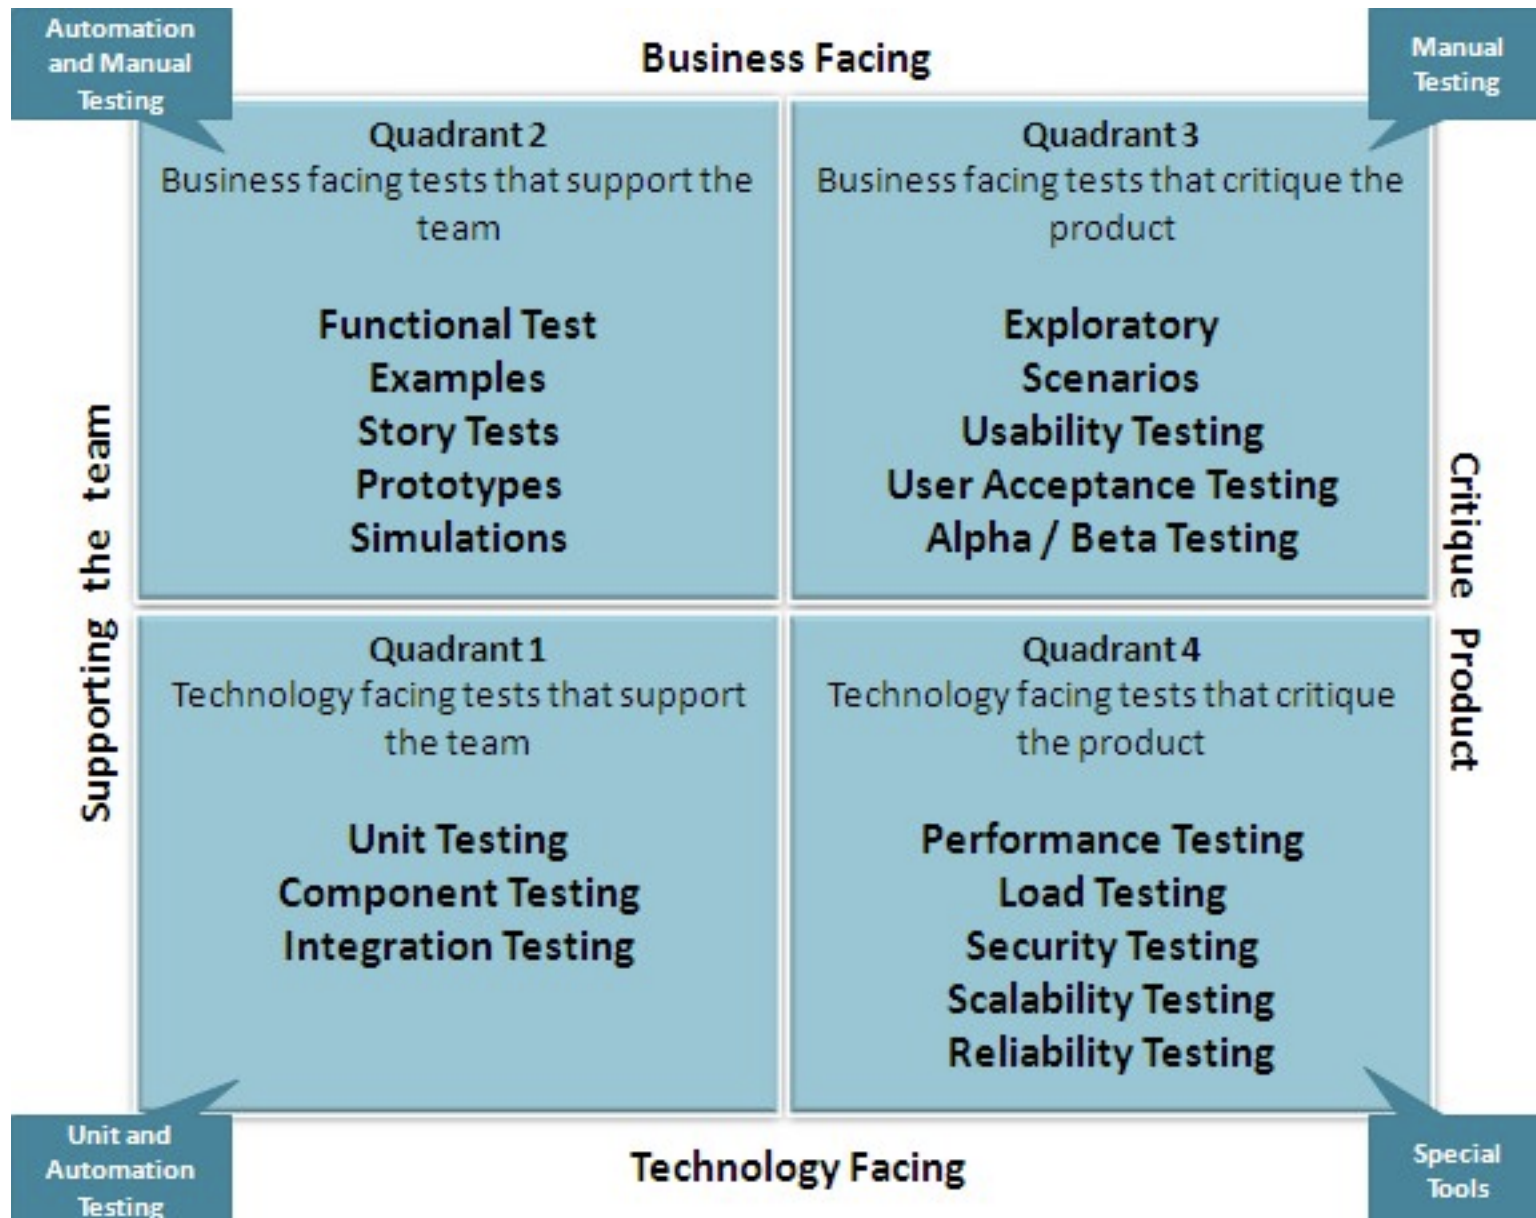 Automation
and Manual
Testing
Business Facing
Manual
Testing
Quadrant 2
Business facing tests that support the
team
Functional Test
Examples
Story Tests
Prototypes
Simulations
Quadrant 3
Business facing tests that critique the
product
Exploratory
Scenarios
Usability Testing
User Acceptance Testing
Alpha / Beta Testing
Supporting the team
Critique Product
Quadrant 1
Technology facing tests that support
the team
Unit Testing
Component Testing
Integration Testing
Quadrant 4
Technology facing tests that critique
the product
Performance Testing
Load Testing
Security Testing
Scalability Testing
Reliability Testing
Unit and
Automation
Testing
Technology Facing
Special
Tools